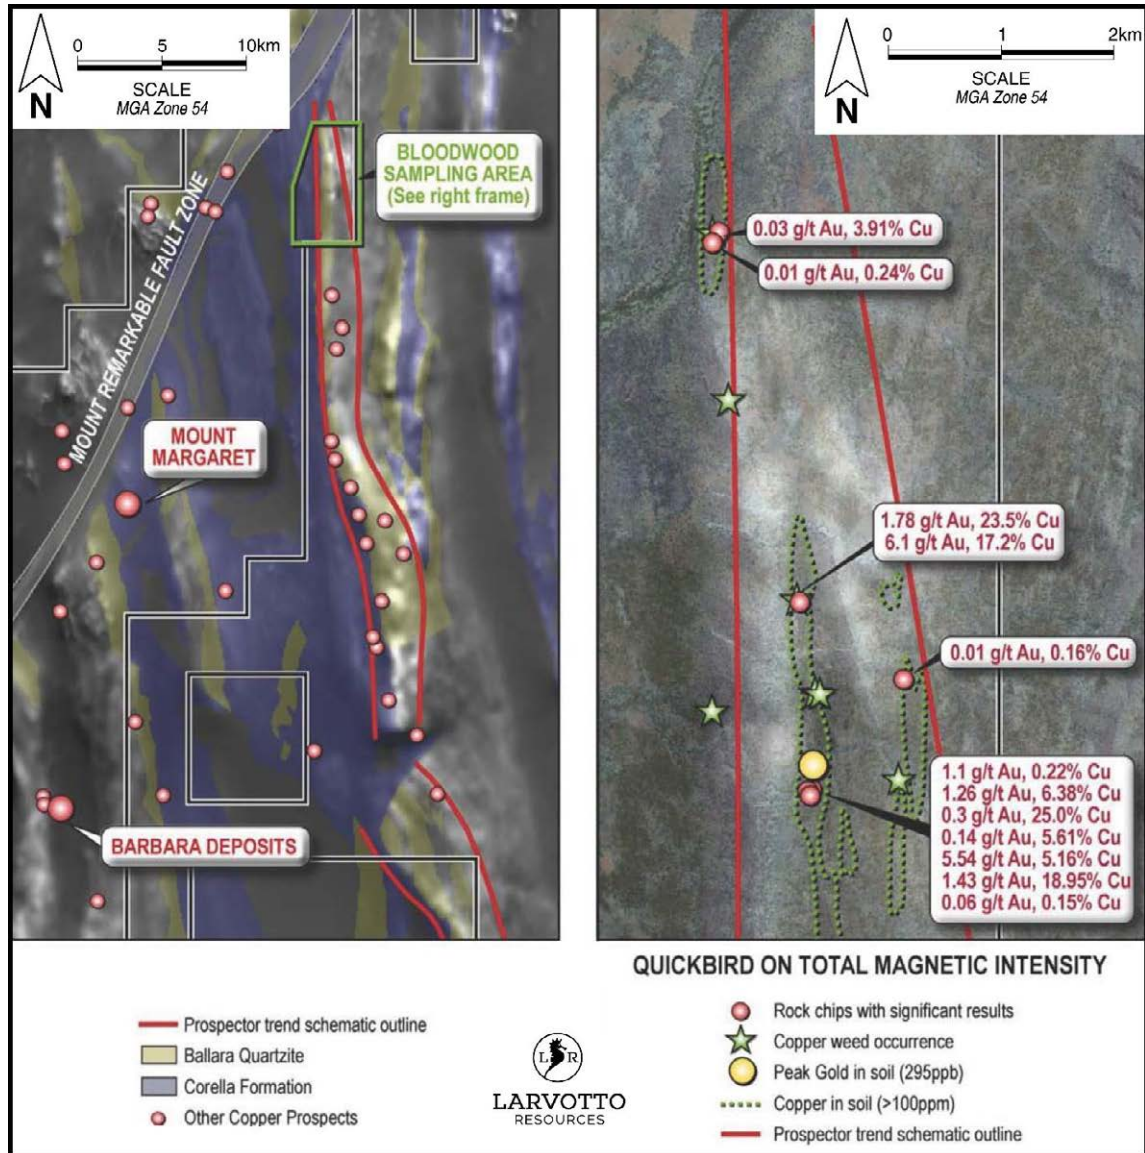 0 5 10km
SCALE
MGA Zone 54
N
BLOODWOOD
SAMPLING AREA
(See right frame)
MOUNT REMARKABLE FAULT ZONE
MOUNT
MARGARET
BARBARA DEPOSITS
Prospector trend schematic outline
Ballara Quartzite
Corella Formation
Other Copper Prospects
L R
LARVOTTO
RESOURCES
0 1 2km
SCALE
MGA Zone 54
N
0.03 g/t Au, 3.91% Cu
0.01 g/t Au, 0.24% Cu
1.78 g/t Au, 23.5% Cu
6.1 g/t Au, 17.2% Cu
0.01 g/t Au, 0.16% Cu
1.1 g/t Au, 0.22% Cu
1.26 g/t Au, 6.38% Cu
0.3 g/t Au, 25.0% Cu
0.14 g/t Au, 5.61% Cu
5.54 g/t Au, 5.16% Cu
1.43 g/t Au, 18.95% Cu
0.06 g/t Au, 0.15% Cu
QUICKBIRD ON TOTAL MAGNETIC INTENSITY
Rock chips with significant results
Copper weed occurrence
Peak Gold in soil (295ppb)
Copper in soil (>100ppm)
Prospector trend schematic outline